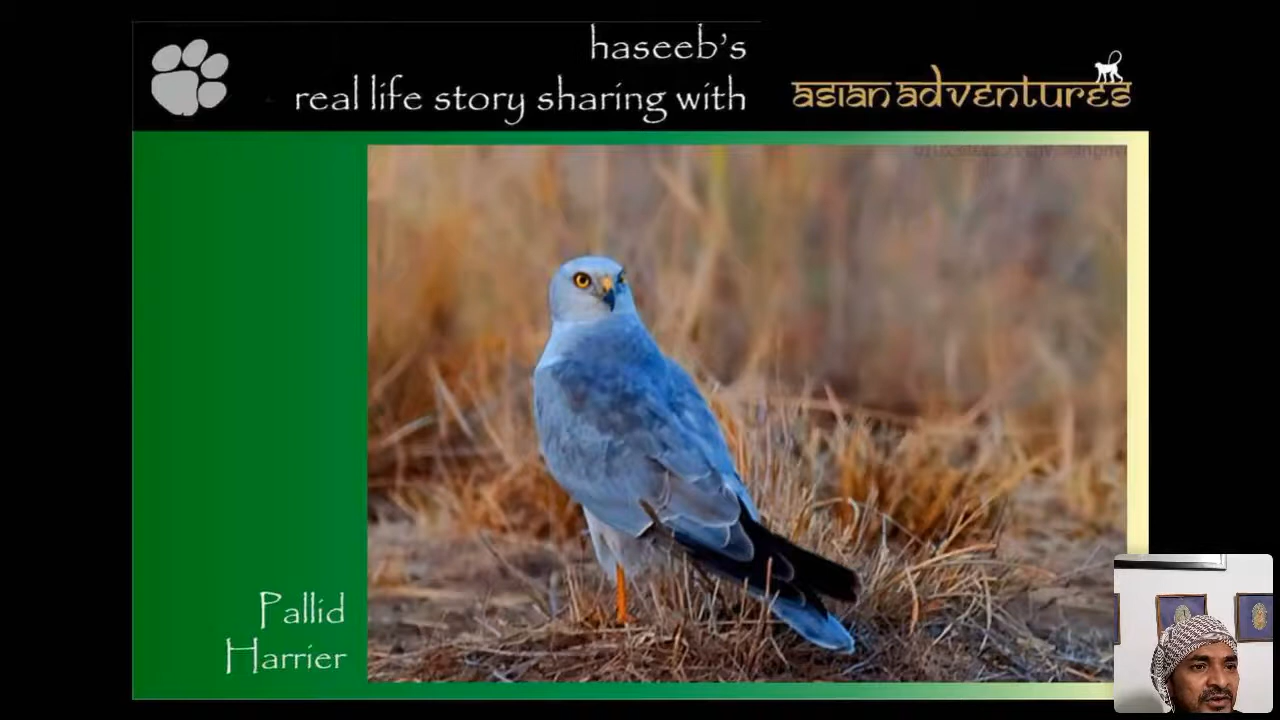 haseeb's
real life story sharing with
asian adventures
Pallid
Harrier